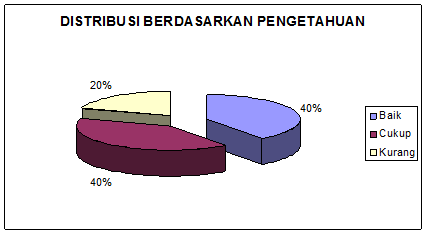 DISTRIBUSI BERDASARKAN PENGETAHUAN
20%
40%
40%
Baik
Cukup
Kurang